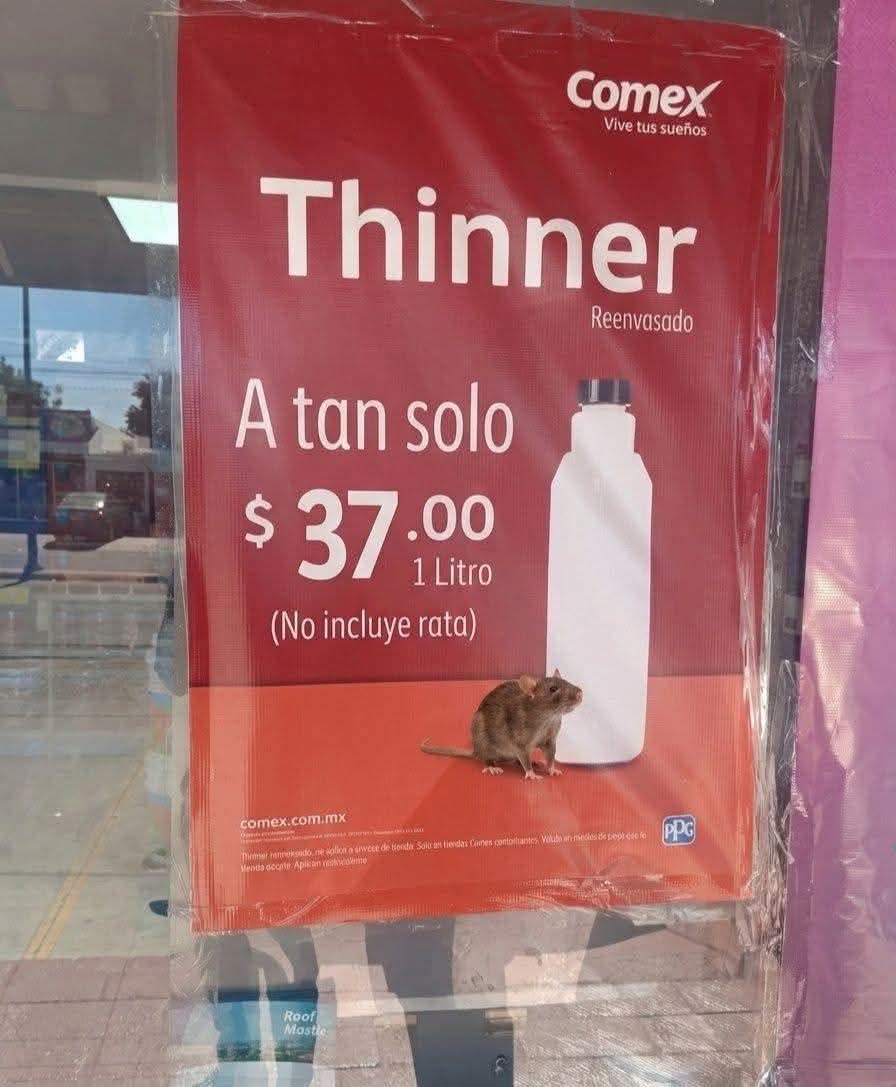 Comex
Vive tus sueños
Thinner
Reenvasado
A tan solo
$ 37.00
1 Litro
(No incluye rata)
comex.com.mx
PPG
Roof
Mastic